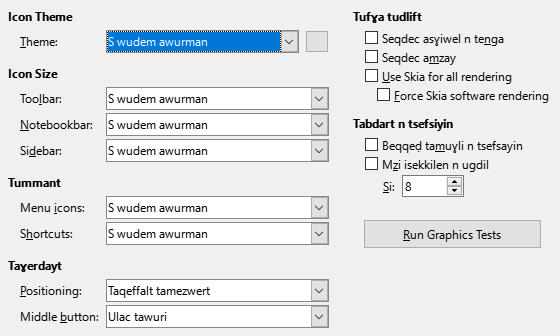 Icon Theme
Theme: S wudem awurman
Icon Size
Toolbar: S wudem awurman
Notebookbar: S wudem awurman
Sidebar: S wudem awurman
Tummant
Menu icons: S wudem awurman
Shortcuts: S wudem awurman
Taɣerdayt
Positioning: Taqeffalt tamezwert
Middle button: Ulac tawuri
Tufɣa tudlift
Seqdec asɣiwel n tenga
Seqdec amzay
Use Skia for all rendering
Force Skia software rendering
Tabdart n tsefsiyin
Beqqeḍ tamuɣli n tsefsayin
Mzi isekkilen n ugdil
Si: 8
Run Graphics Tests